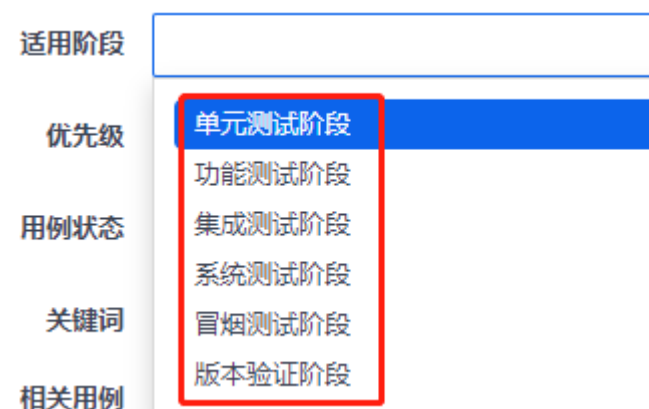 适用阶段
单元测试阶段
优先级
功能测试阶段
用例状态
集成测试阶段
系统测试阶段
关键词
冒烟测试阶段
版本验证阶段
相关用例